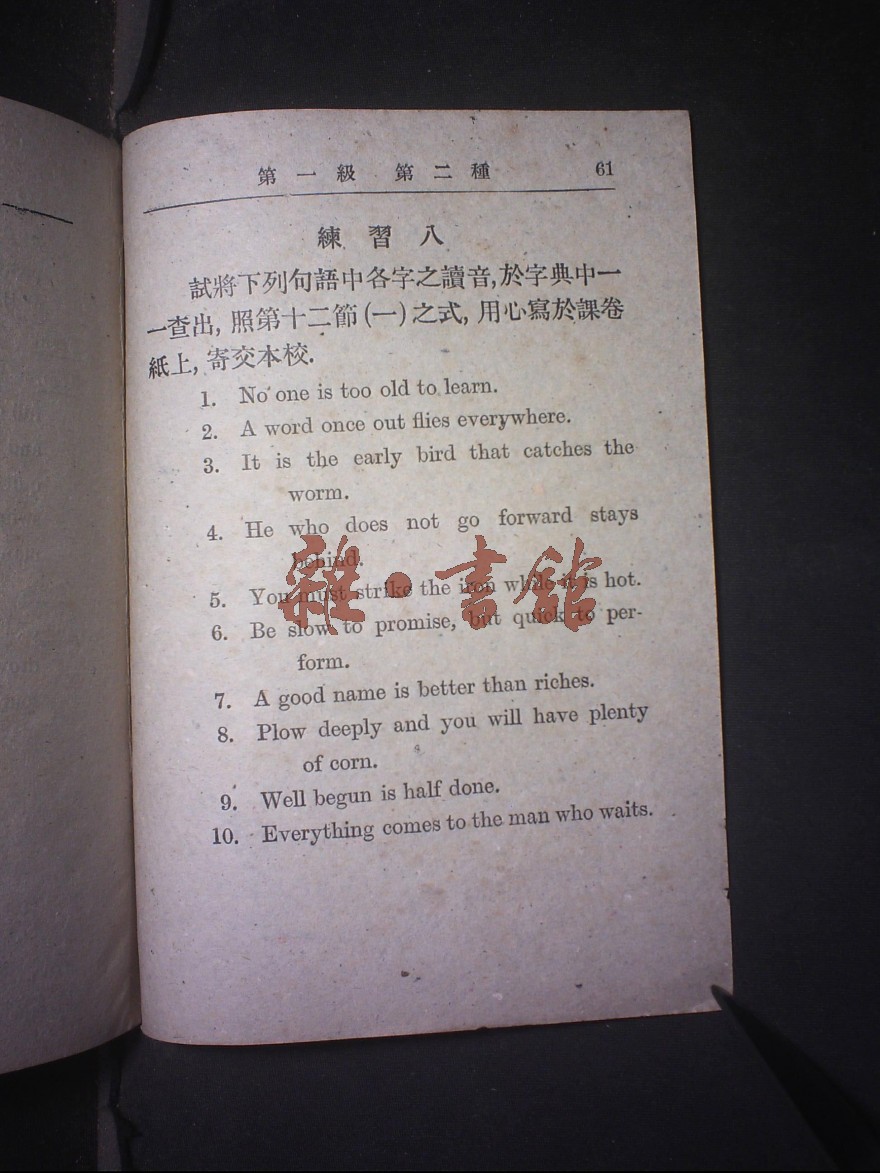 第一級 第二種 61
練習八
試將下列句語中各字之讀音,於字典中一
一查出,照第十二節(一)之式,用心寫於課卷
紙上,寄交本校.
1. No one is too old to learn.
2. A word once out flies everywhere.
3. It is the early bird that catches the
worm.
4. He who does not go forward stays
behind.
5. You must strike the iron while it is hot.
6. Be slow to promise, but quick to per-
form.
7. A good name is better than riches.
8. Plow deeply and you will have plenty
of corn.
9. Well begun is half done.
10. Everything comes to the man who waits.
雜·書館